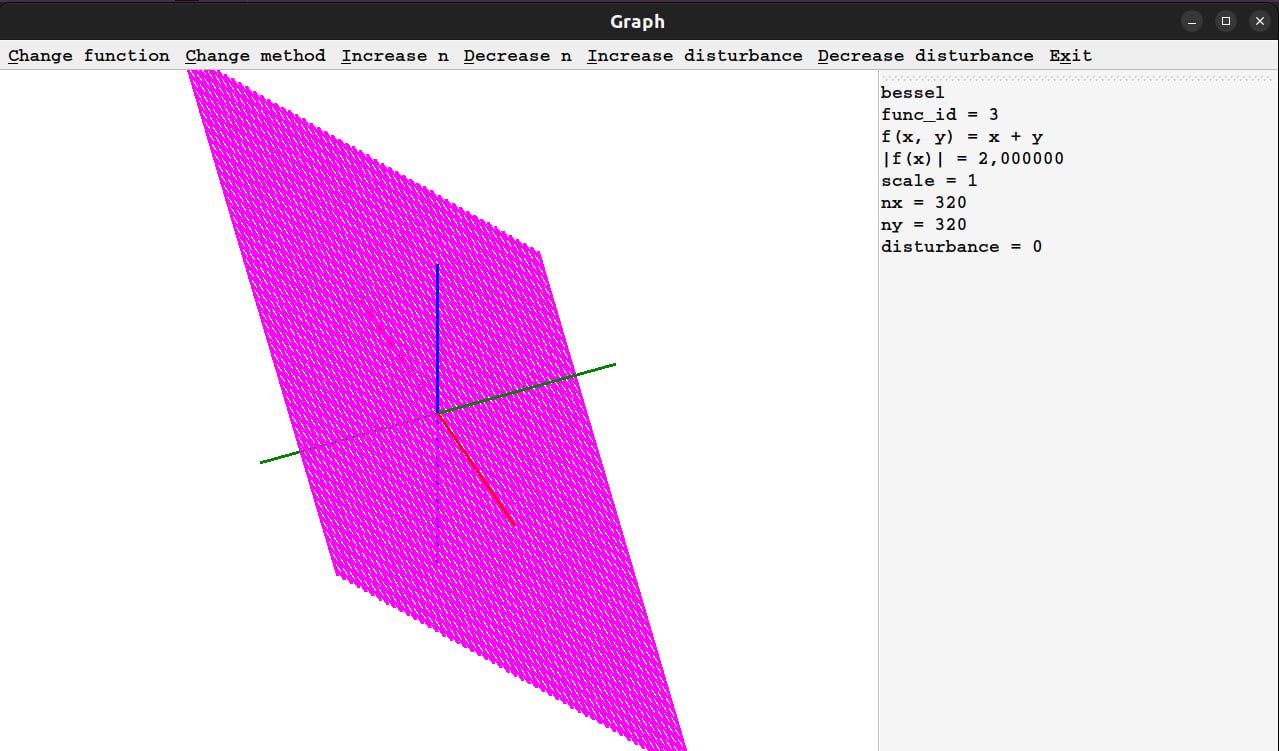 Graph
Change function Change method Increase n Decrease n Increase disturbance Decrease disturbance Exit
bessel
func_id = 3
f(x, y) = x + y
|f(x)| = 2,000000
scale = 1
nx = 320
ny = 320
disturbance = 0